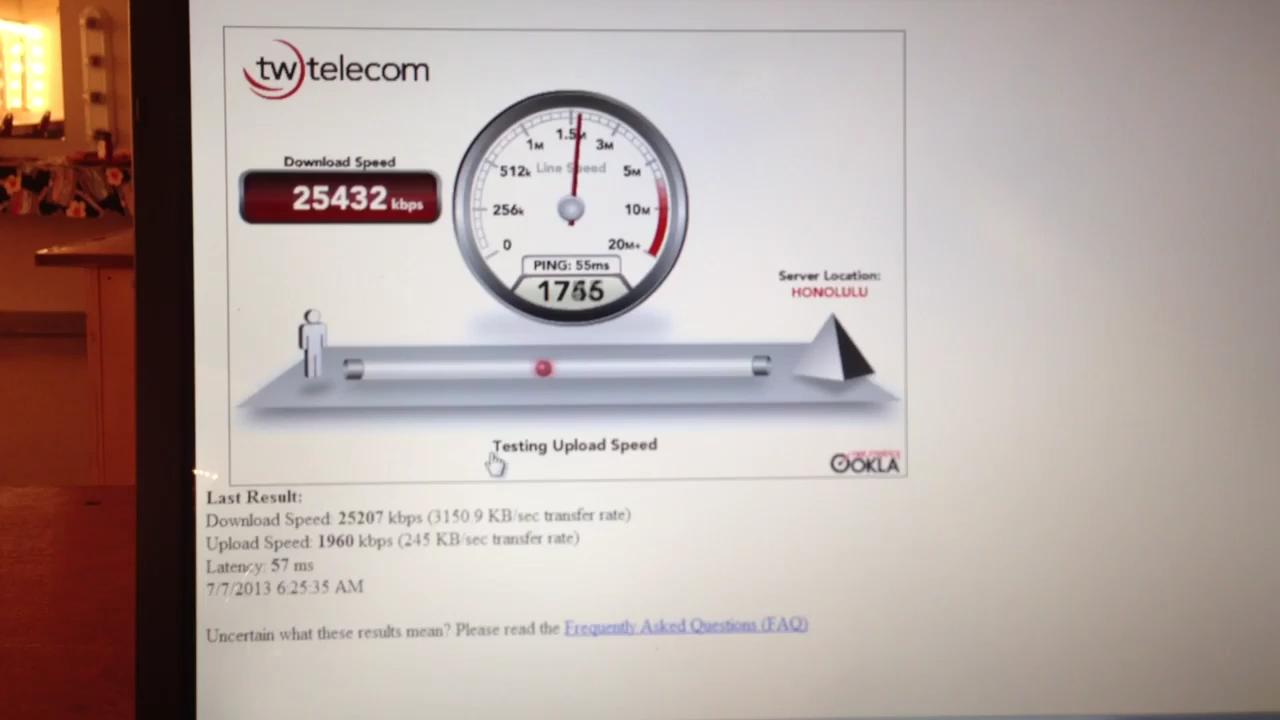 tw telecom
Download Speed
25432 kbps
0
256k
512k
1M
1.5M
3M
5M
10M
20M+
Line Speed
PING: 55ms
Server Location:
HONOLULU
Testing Upload Speed
OOKLA
Last Result:
Download Speed: 25207 kbps (3150.9 KB/sec transfer rate)
Upload Speed: 1960 kbps (245 KB/sec transfer rate)
Latency: 57 ms
7/7/2013 6:25:35 AM
Uncertain what these results mean? Please read the Frequently Asked Questions (FAQ)